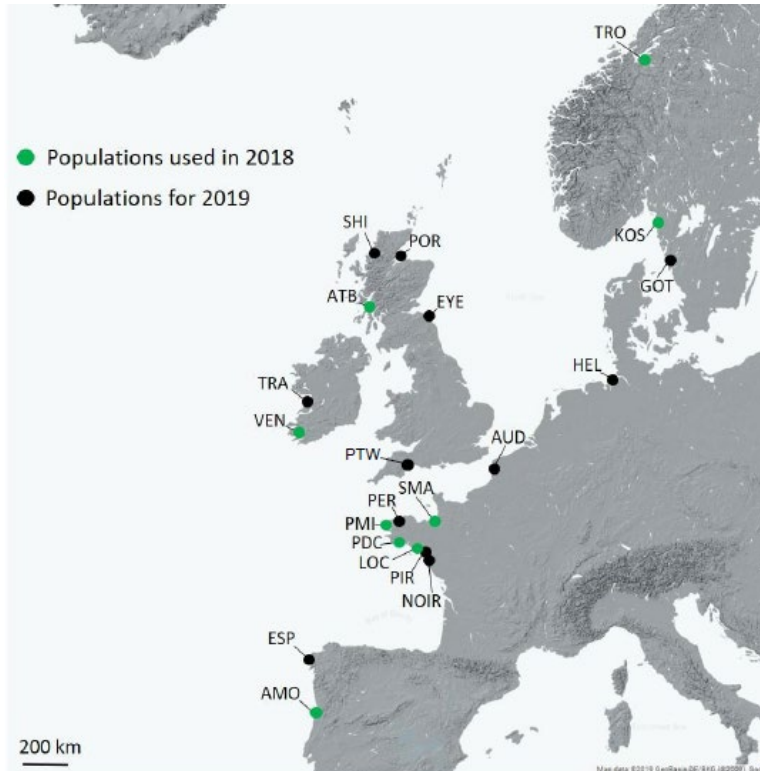 TRO
Populations used in 2018
Populations for 2019
SHI
POR
KOS
GOT
ATB
EYE
HEL
TRA
VEN
AUD
PTW
SMA
PER
PMI
PDC
LOC
PIR
NOIR
ESP
AMO
200 km